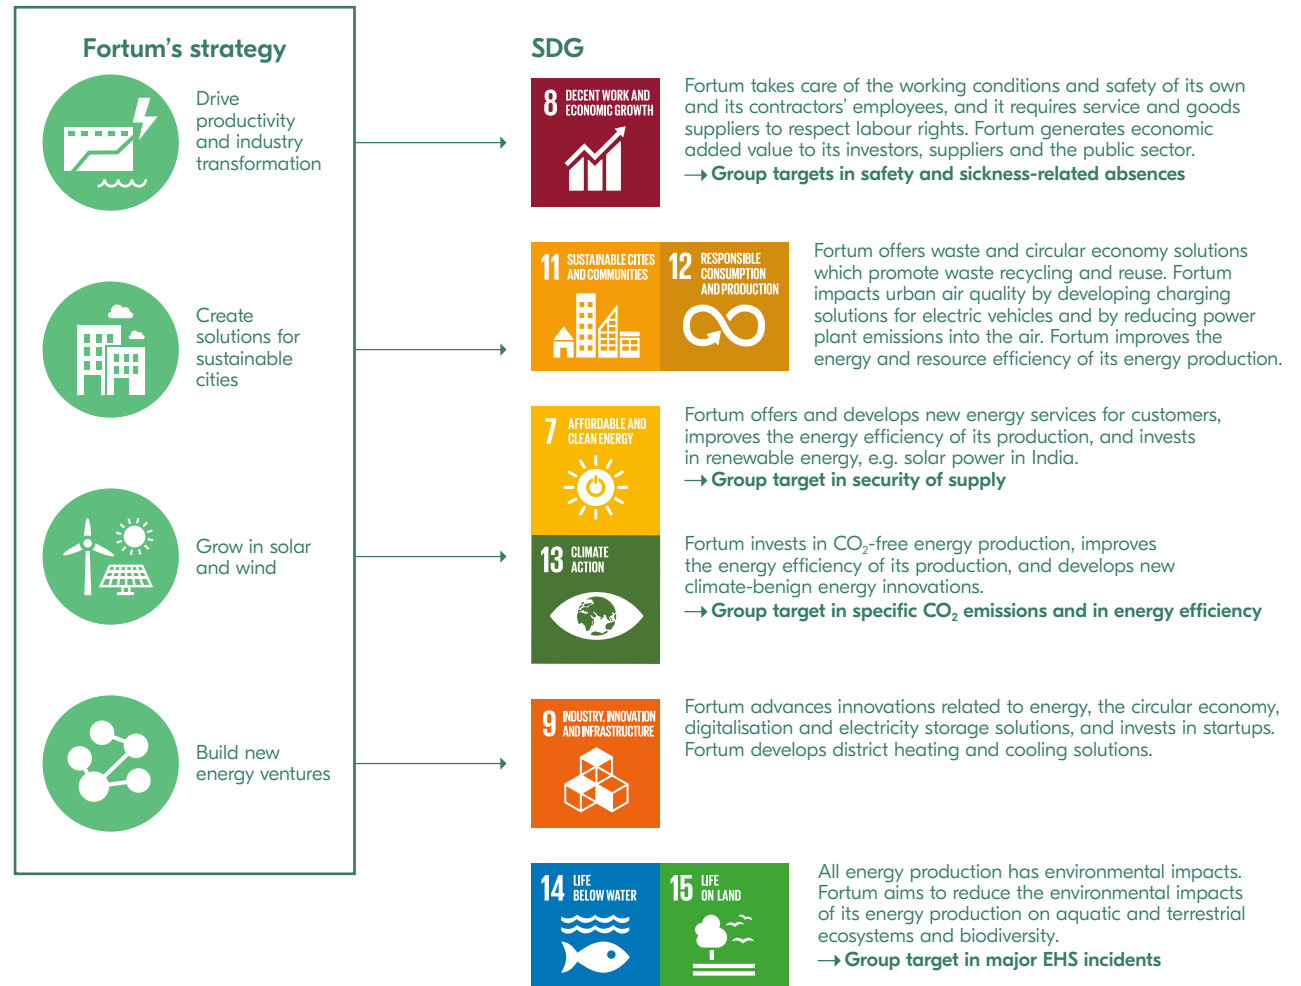 Fortum's strategy
Drive
productivity
and industry
transformation
Create
solutions for
sustainable
cities
Grow in solar
and wind
Build new
energy ventures
SDG
8 DECENT WORK AND
ECONOMIC GROWTH
Fortum takes care of the working conditions and safety of its own
and its contractors' employees, and it requires service and goods
suppliers to respect labour rights. Fortum generates economic
added value to its investors, suppliers and the public sector.
→ Group targets in safety and sickness-related absences
11 SUSTAINABLE CITIES
AND COMMUNITIES
12 RESPONSIBLE
CONSUMPTION
AND PRODUCTION
Fortum offers waste and circular economy solutions
which promote waste recycling and reuse. Fortum
impacts urban air quality by developing charging
solutions for electric vehicles and by reducing power
plant emissions into the air. Fortum improves the
energy and resource efficiency of its energy production.
7 AFFORDABLE AND
CLEAN ENERGY
Fortum offers and develops new energy services for customers,
improves the energy efficiency of its production, and invests
in renewable energy, e.g. solar power in India.
→ Group target in security of supply
13 CLIMATE
ACTION
Fortum invests in CO₂-free energy production, improves
the energy efficiency of its production, and develops new
climate-benign energy innovations.
→ Group target in specific CO₂ emissions and in energy efficiency
9 INDUSTRY, INNOVATION
AND INFRASTRUCTURE
Fortum advances innovations related to energy, the circular economy,
digitalisation and electricity storage solutions, and invests in startups.
Fortum develops district heating and cooling solutions.
14 LIFE
BELOW WATER
15 LIFE
ON LAND
All energy production has environmental impacts.
Fortum aims to reduce the environmental impacts
of its energy production on aquatic and terrestrial
ecosystems and biodiversity.
→ Group target in major EHS incidents